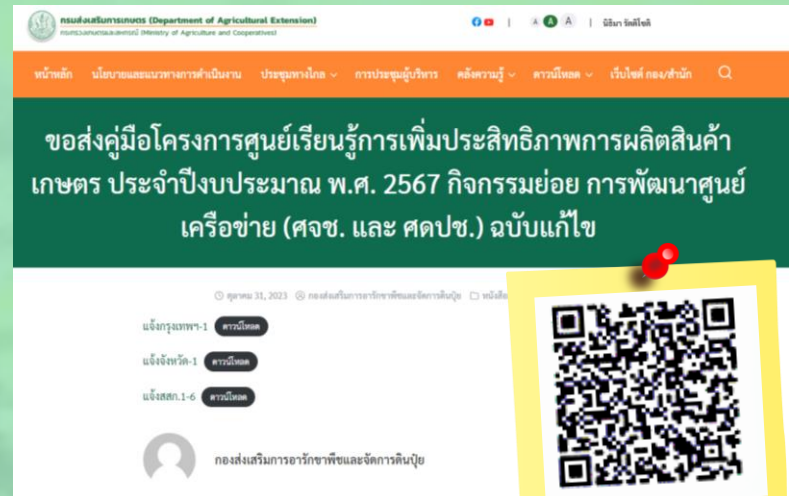 กรมส่งเสริมการเกษตร (Department of Agricultural Extension)
กระทรวงเกษตรและสหกรณ์ (Ministry of Agriculture and Cooperatives)
A A A
นิธิมา รัตติโชติ
หน้าหลัก นโยบายและแนวทางการดำเนินงาน ประชุมทางไกล การประชุมผู้บริหาร คลังความรู้ ดาวน์โหลด เว็บไซต์ กอง/สำนัก
ขอส่งคู่มือโครงการศูนย์เรียนรู้การเพิ่มประสิทธิภาพการผลิตสินค้า
เกษตร ประจำปีงบประมาณ พ.ศ. 2567 กิจกรรมย่อย การพัฒนาศูนย์
เครือข่าย (ศจช. และ ศดปช.) ฉบับแก้ไข
ตุลาคม 31, 2023 กองส่งเสริมการอารักขาพืชและจัดการดินปุ๋ย
แจ้งกรุงเทพฯ-1 ดาวน์โหลด
แจ้งจังหวัด-1 ดาวน์โหลด
แจ้งสสก.1-6 ดาวน์โหลด
กองส่งเสริมการอารักขาพืชและจัดการดินปุ๋ย